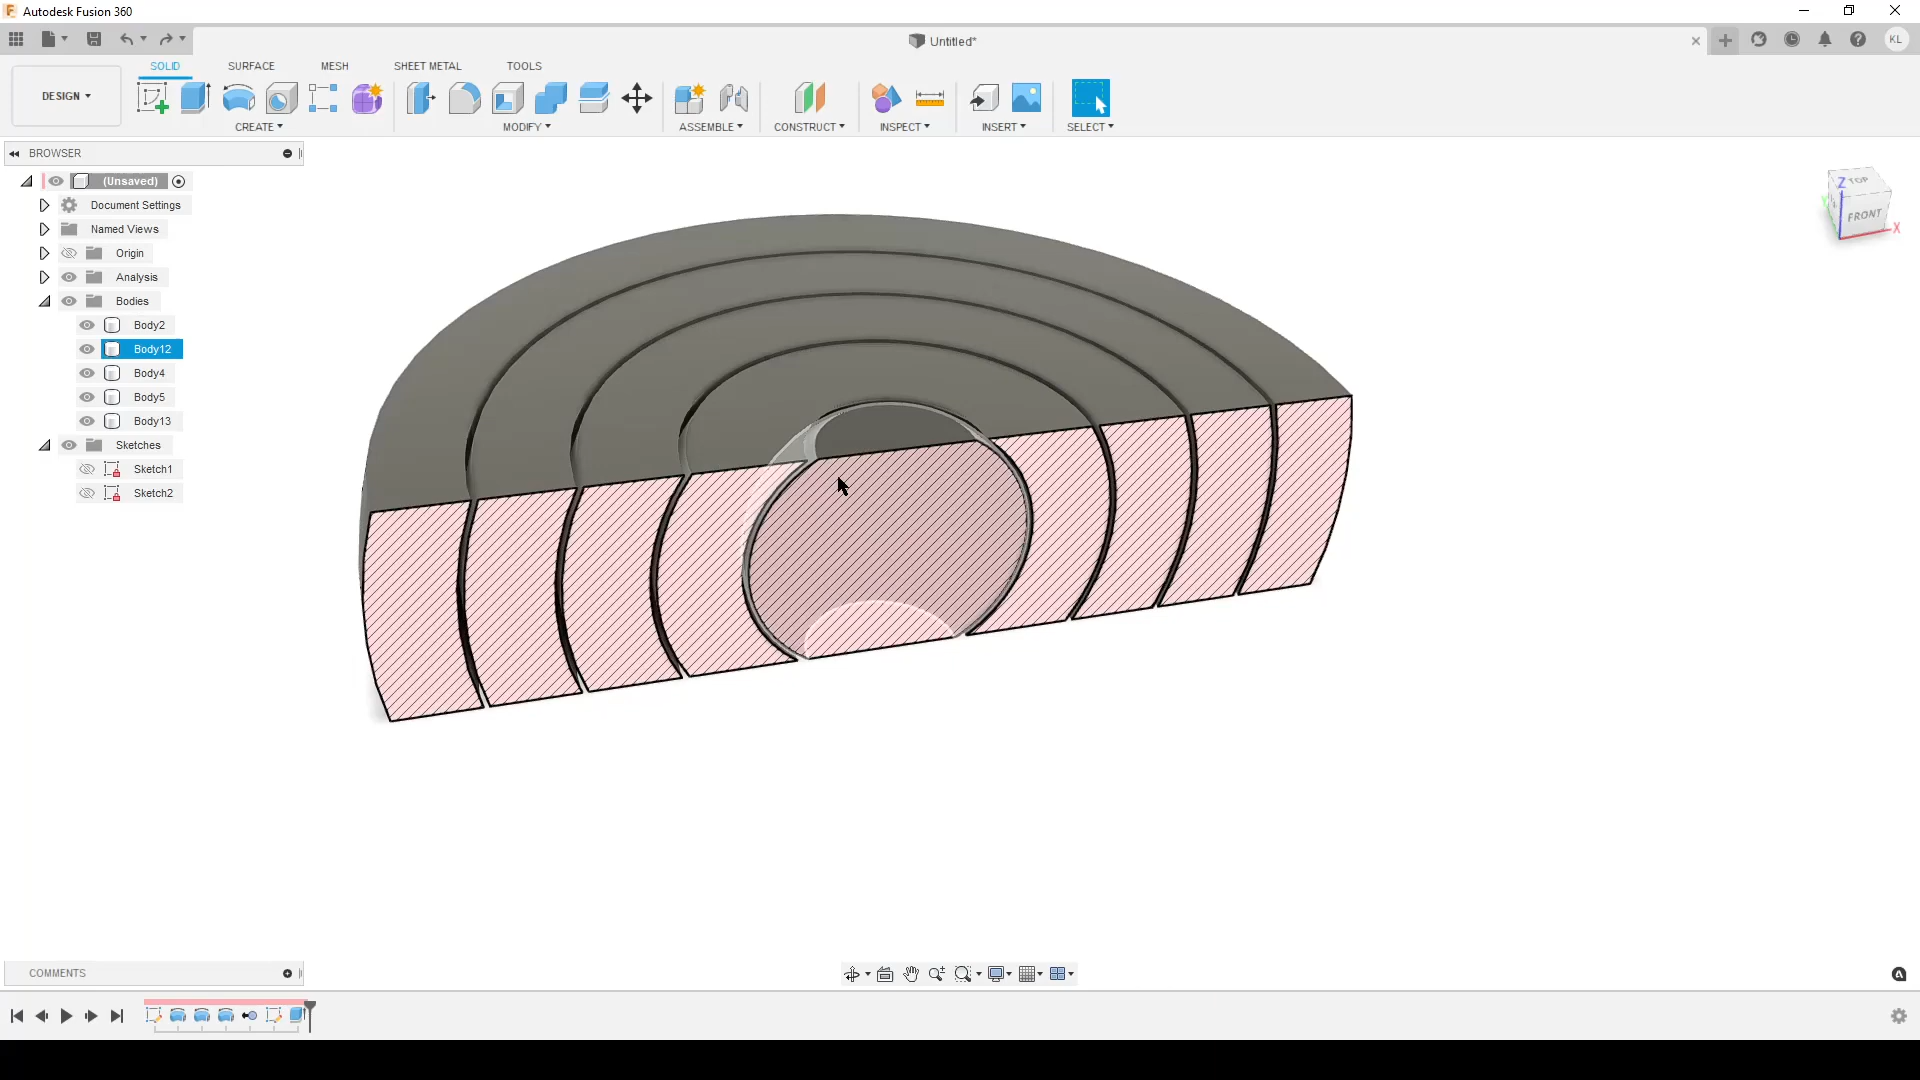 Autodesk Fusion 360
Untitled*
KL
DESIGN
SOLID SURFACE MESH SHEET METAL TOOLS
CREATE MODIFY ASSEMBLE CONSTRUCT INSPECT INSERT SELECT
BROWSER
(Unsaved)
Document Settings
Named Views
Origin
Analysis
Bodies
Body2
Body12
Body4
Body5
Body13
Sketches
Sketch1
Sketch2
TOP
Z
FRONT
X
COMMENTS